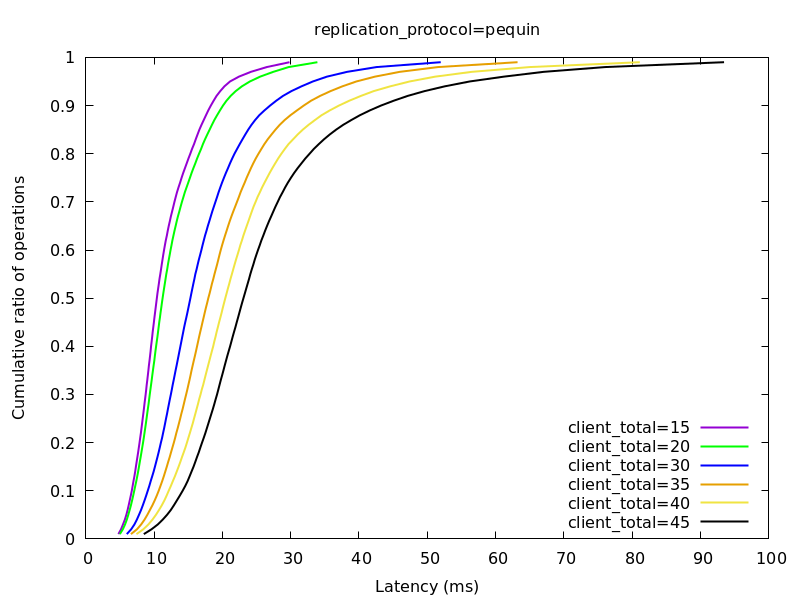 replication_protocol=pequin
Cumulative ratio of operations
1
0.9
0.8
0.7
0.6
0.5
0.4
0.3
0.2
0.1
0
client_total=15
client_total=20
client_total=30
client_total=35
client_total=40
client_total=45
0 10 20 30 40 50 60 70 80 90 100
Latency (ms)